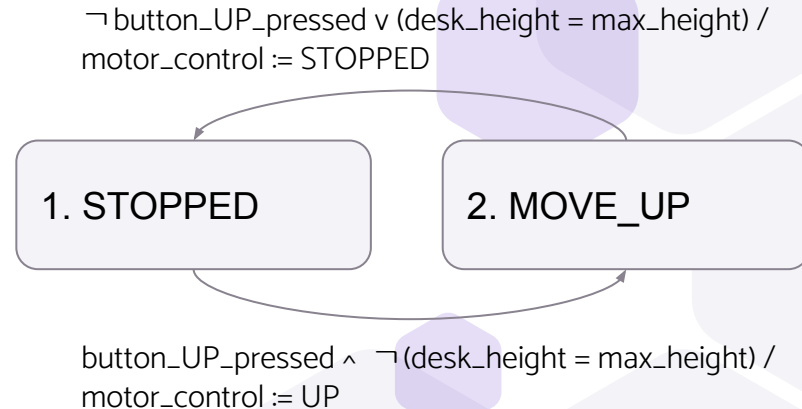 ¬ button_UP_pressed v (desk_height = max_height) /
motor_control := STOPPED
1. STOPPED
2. MOVE_UP
button_UP_pressed ^ ¬ (desk_height = max_height) /
motor_control := UP